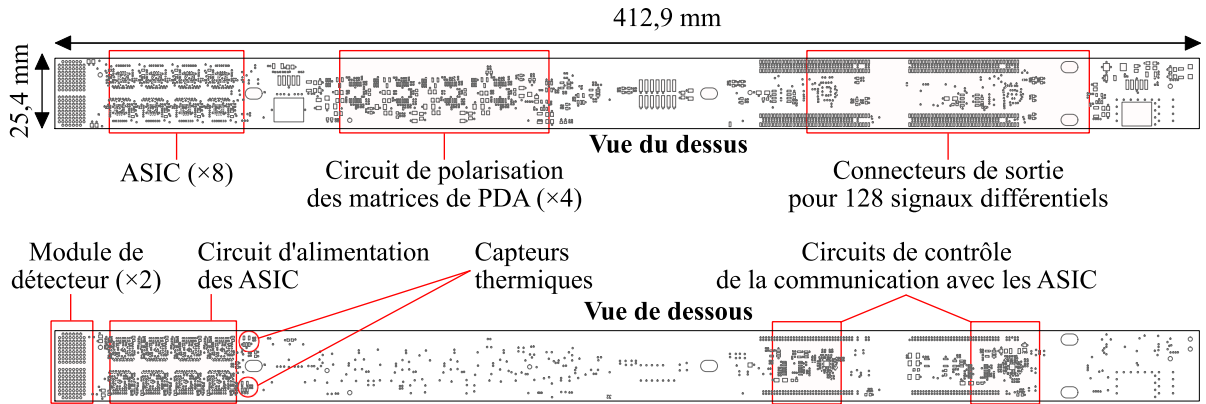 412,9 mm
25,4 mm
Vue du dessus
ASIC (×8)
Circuit de polarisation
des matrices de PDA (×4)
Connecteurs de sortie
pour 128 signaux différentiels
Module de
détecteur (×2)
Circuit d'alimentation
des ASIC
Capteurs
thermiques
Circuits de contrôle
de la communication avec les ASIC
Vue de dessous